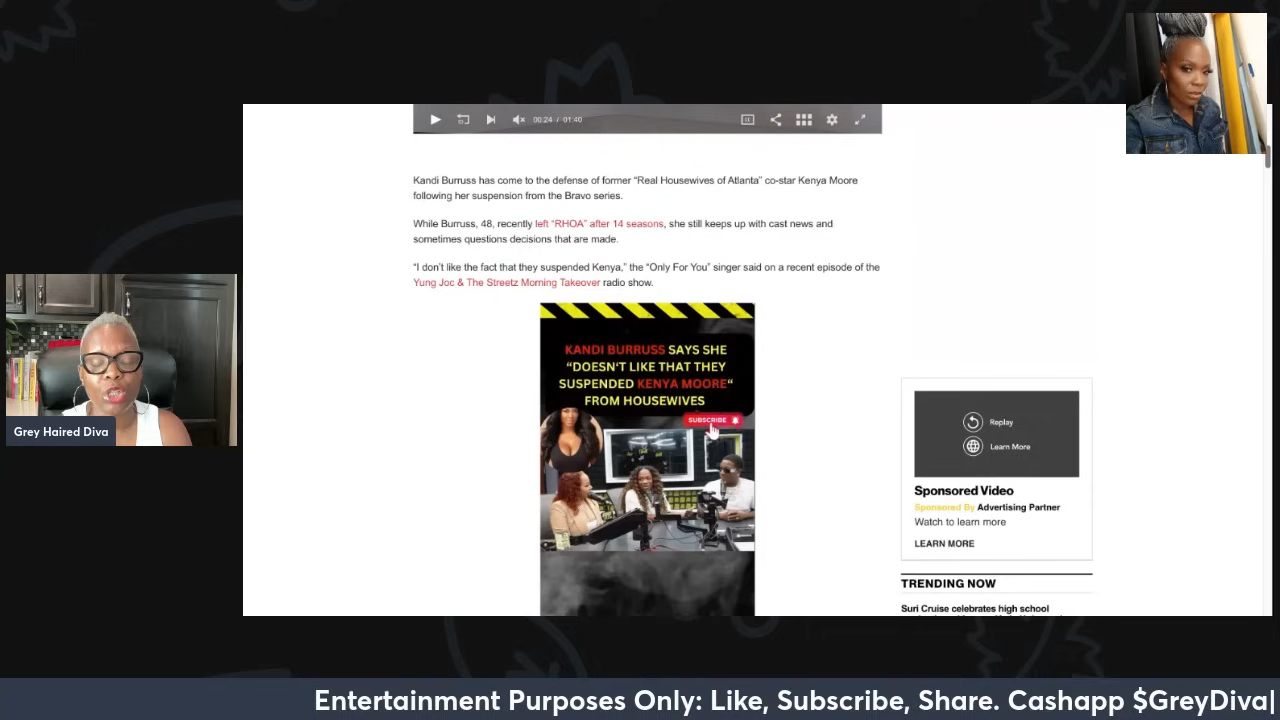 00:24 / 01:40
Kandi Burruss has come to the defense of former “Real Housewives of Atlanta” co-star Kenya Moore
following her suspension from the Bravo series.
While Burruss, 48, recently left “RHOA” after 14 seasons, she still keeps up with cast news and
sometimes questions decisions that are made.
“I don’t like the fact that they suspended Kenya,” the “Only For You” singer said on a recent episode of the
Yung Joc & The Streetz Morning Takeover radio show.
KANDI BURRUSS SAYS SHE
“DOESN'T LIKE THAT THEY
SUSPENDED KENYA MOORE“
FROM HOUSEWIVES
SUBSCRIBE
Replay
Learn More
Sponsored Video
Sponsored By Advertising Partner
Watch to learn more
LEARN MORE
TRENDING NOW
Suri Cruise celebrates high school
Grey Haired Diva
Entertainment Purposes Only: Like, Subscribe, Share. Cashapp $GreyDiva|